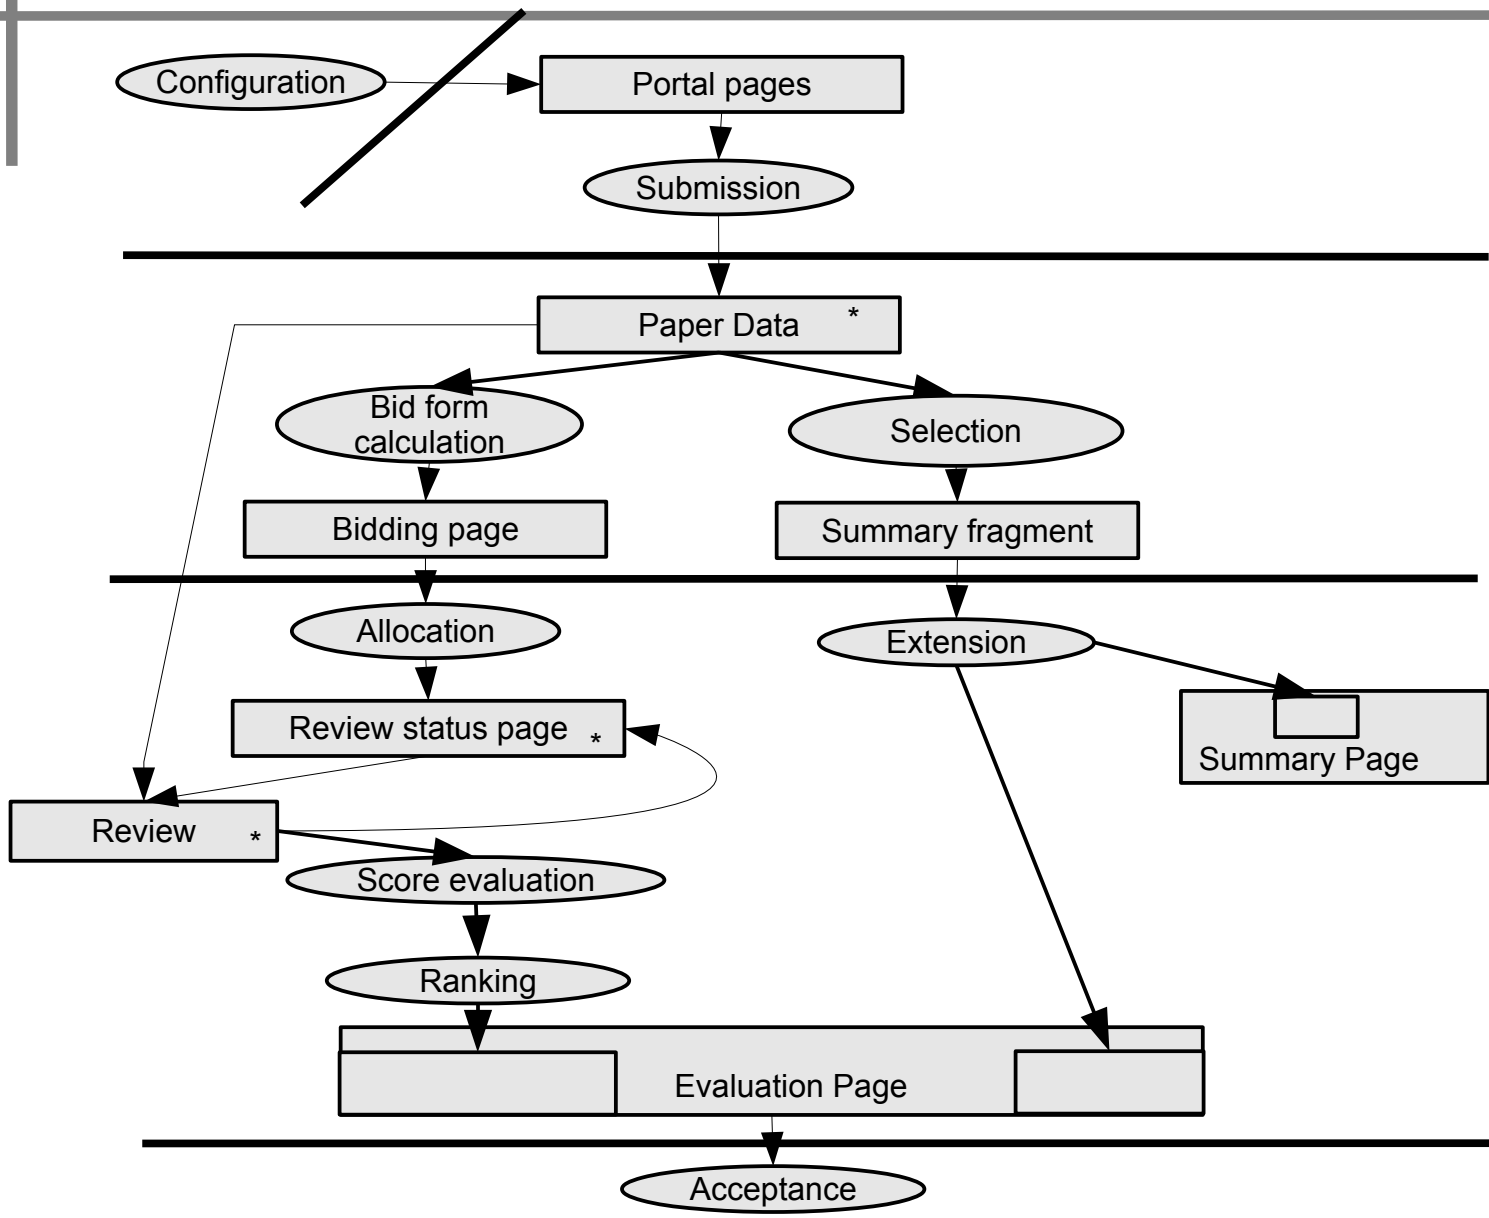 Configuration
Portal pages
Submission
Paper Data *
Bid form
calculation
Selection
Bidding page
Summary fragment
Allocation
Extension
Review status page *
Summary Page
Review *
Score evaluation
Ranking
Evaluation Page
Acceptance